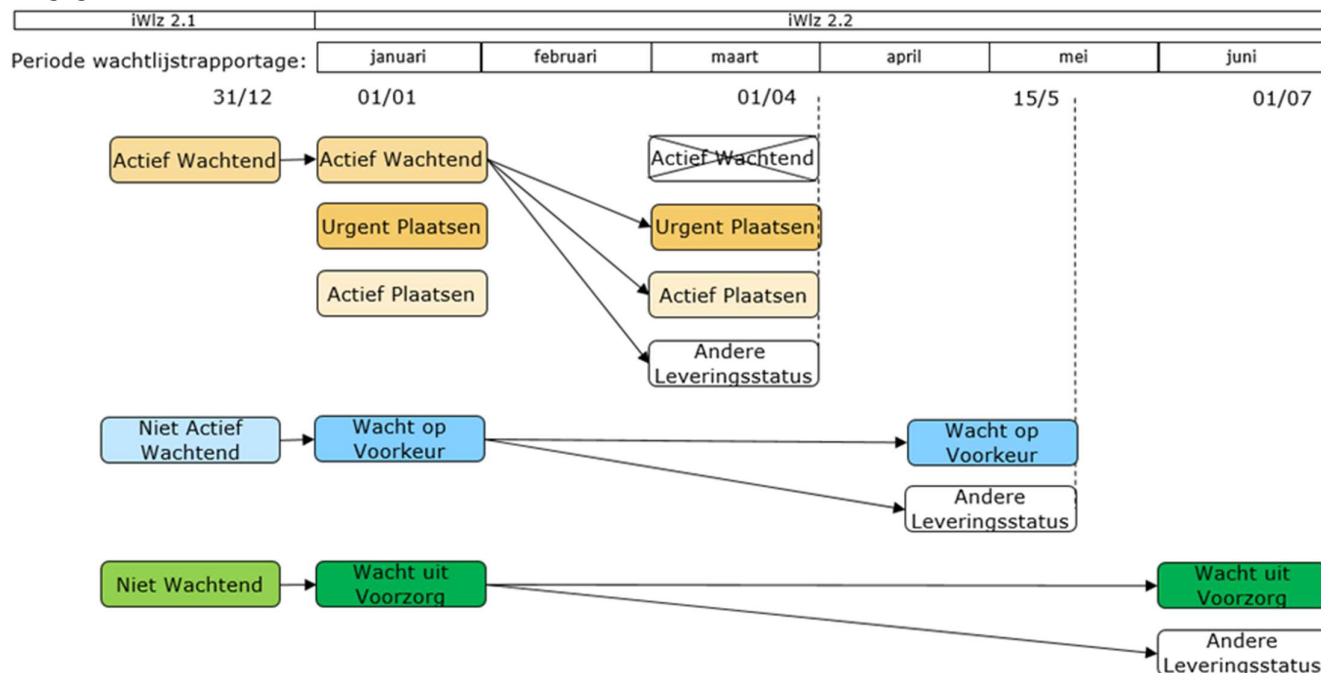 iWlz 2.1
iWlz 2.2
Periode wachtlijstrapportage:
januari
februari
maart
april
mei
juni
31/12
01/01
01/04
15/5
01/07
Actief Wachtend
Actief Wachtend
Actief Wachtend
Urgent Plaatsen
Urgent Plaatsen
Actief Plaatsen
Actief Plaatsen
Andere
Leveringsstatus
Niet Actief
Wachtend
Wacht op
Voorkeur
Wacht op
Voorkeur
Andere
Leveringsstatus
Niet Wachtend
Wacht uit
Voorzorg
Wacht uit
Voorzorg
Andere
Leveringsstatus